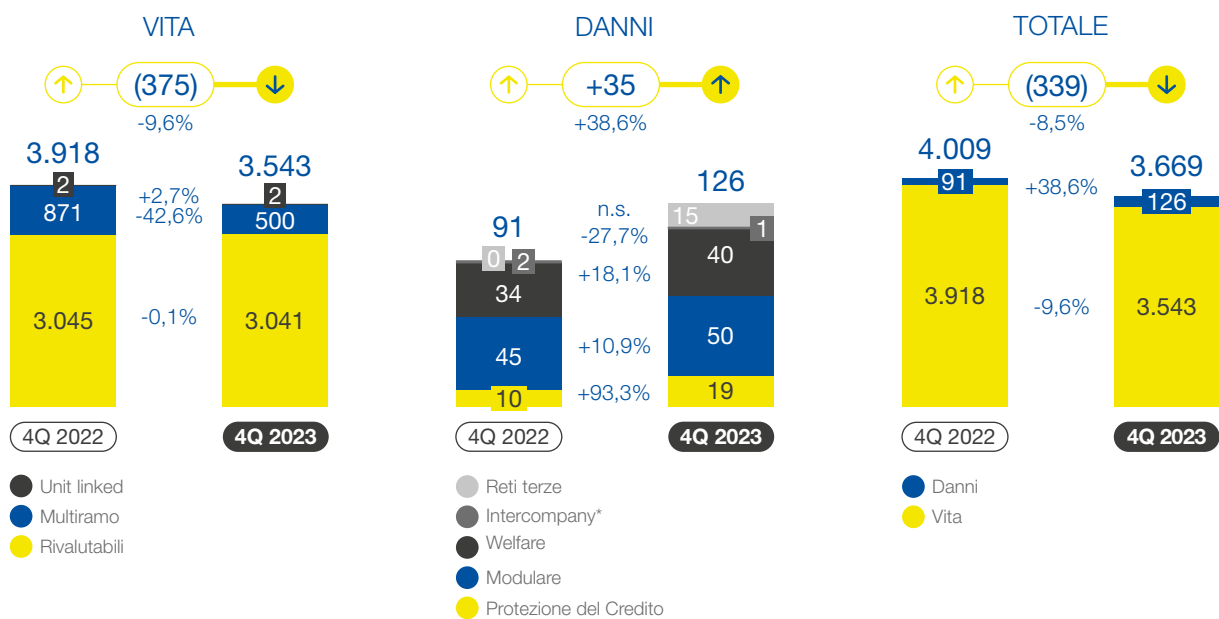 VITA
(375)
-9,6%
3.918
3.543
2
2
+2,7%
871
-42,6%
500
3.045
-0,1%
3.041
4Q 2022
4Q 2023
Unit linked
Multiramo
Rivalutabili
DANNI
+35
+38,6%
91
126
n.s.
15
-27,7%
1
0
2
+18,1%
40
34
45
+10,9%
50
10
+93,3%
19
4Q 2022
4Q 2023
Reti terze
Intercompany*
Welfare
Modulare
Protezione del Credito
TOTALE
(339)
-8,5%
4.009
3.669
91
+38,6%
126
3.918
-9,6%
3.543
4Q 2022
4Q 2023
Danni
Vita